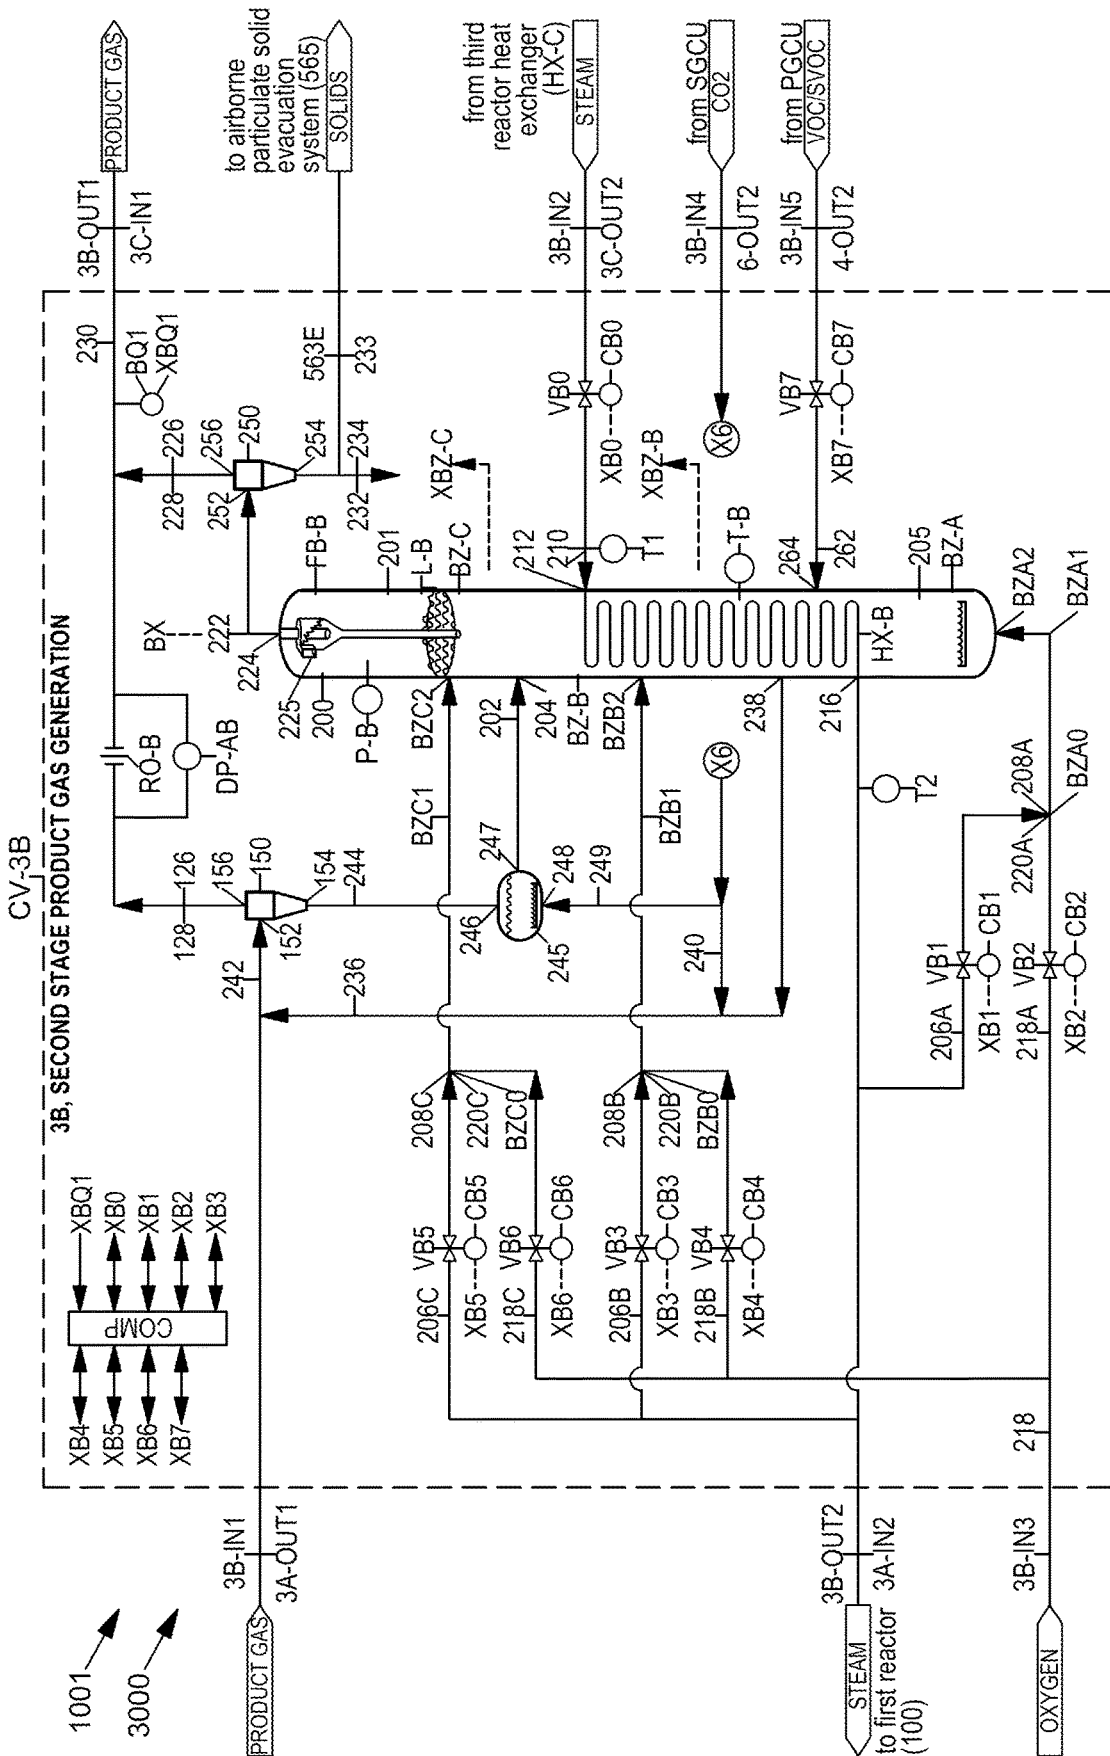 CV-3B
3B, SECOND STAGE PRODUCT GAS GENERATION
1001
3000
PRODUCT GAS
3B-IN1
3A-OUT1
COMP
XB4
XB5
XB6
XB7
XBQ1
XB0
XB1
XB2
XB3
128
126
156
150
152
154
242
244
236
RO-B
DP-AB
BX
222
224
225
200
P-B
228
226
256
250
252
254
232
234
BQ1
XBQ1
230
3B-OUT1
3C-IN1
PRODUCT GAS
563E
233
to airborne
particulate solid
evacuation
system (565)
SOLIDS
FB-B
201
L-B
BZ-C
XBZ-C
206C
VB5
XB5
CB5
208C
220C
BZC0
BZC1
BZC2
218C
VB6
XB6
CB6
246
247
245
248
249
202
204
BZ-B
212
210
T1
VB0
XB0
CB0
3B-IN2
3C-OUT2
from third
reactor heat
exchanger
(HX-C)
STEAM
206B
VB3
XB3
CB3
208B
220B
BZB0
BZB1
BZB2
218B
VB4
XB4
CB4
240
X6
238
XBZ-B
T-B
X6
3B-IN4
6-OUT2
from SGCU
CO2
264
262
VB7
XB7
CB7
3B-IN5
4-OUT2
from PGCU
VOC/SVOC
216
HX-B
T2
205
BZ-A
3B-OUT2
3A-IN2
STEAM
to first reactor
(100)
206A
VB1
XB1
CB1
208A
220A
BZA0
BZA1
BZA2
OXYGEN
3B-IN3
218
218A
VB2
XB2
CB2